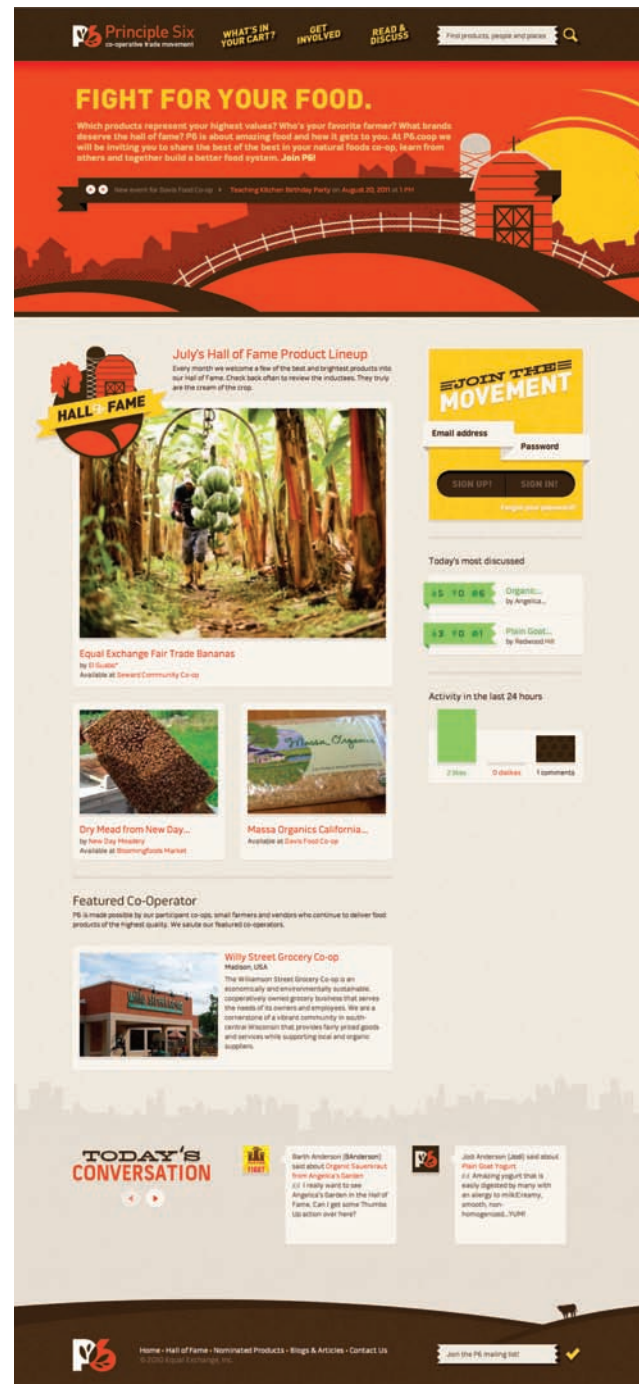 P6 Principle Six
co-operative trade movement
WHAT'S IN
YOUR CART?
GET
INVOLVED
READ &
DISCUSS
Find products, people and places
FIGHT FOR YOUR FOOD.
Which products represent your highest values? Who's your favorite farmer? What brands
deserve the hall of fame? P6 is about amazing food and how it gets to you. At P6.coop we
will be inviting you to share the best of the best in your natural foods co-op, learn from
others and together build a better food system. Join P6!
New event for Davis Food Co-op Teaching Kitchen Birthday Party on August 20, 2011 at 1 PM
HALL OF FAME
July's Hall of Fame Product Lineup
Every month we welcome a few of the best and brightest products into
our Hall of Fame. Check back often to review the inductees. They truly
are the cream of the crop.
Equal Exchange Fair Trade Bananas
by El Guabo*
Available at Seward Community Co-op
Dry Mead from New Day...
by New Day Meadery
Available at Bloomingfoods Market
Massa Organics
Massa Organics California...
Available at Davis Food Co-op
Featured Co-Operator
P6 is made possible by our participant co-ops, small farmers and vendors who continue to deliver food
products of the highest quality. We salute our featured co-operators.
Willy Street Grocery Co-op
Madison, USA
The Williamson Street Grocery Co-op is an
economically and environmentally sustainable,
cooperatively owned grocery business that serves
the needs of its owners and employees. We are a
cornerstone of a vibrant community in south-
central Wisconsin that provides fairly priced goods
and services while supporting local and organic
suppliers.
JOIN THE
MOVEMENT
Email address
Password
SIGN UP! SIGN IN!
Forgot your password?
Today's most discussed
Organic...
by Angelica...
Plain Goat...
by Redwood Hill
Activity in the last 24 hours
2 likes
0 dislikes
1 comments
TODAY'S
CONVERSATION
FIGHT
Barth Anderson (BAnderson)
said about Organic Sauerkraut
from Angelica's Garden
I really want to see
Angelica's Garden in the Hall of
Fame. Can I get some Thumbs
Up action over here?
P6
Jodi Anderson (Jodi) said about
Plain Goat Yogurt
Amazing yogurt that is
easily digested by many with
an allergy to milk!Creamy,
smooth, non-
homogenized...YUM!
P6
Home • Hall of Fame • Nominated Products • Blogs & Articles • Contact Us
© 2010 Equal Exchange, Inc.
Join the P6 mailing list!